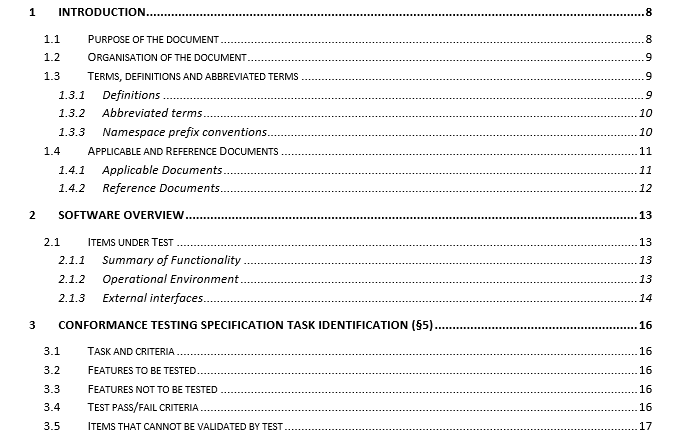 1 INTRODUCTION 8
1.1 PURPOSE OF THE DOCUMENT 8
1.2 ORGANISATION OF THE DOCUMENT 9
1.3 TERMS, DEFINITIONS AND ABBREVIATED TERMS 9
1.3.1 Definitions 9
1.3.2 Abbreviated terms 10
1.3.3 Namespace prefix conventions 10
1.4 APPLICABLE AND REFERENCE DOCUMENTS 11
1.4.1 Applicable Documents 11
1.4.2 Reference Documents 12
2 SOFTWARE OVERVIEW 13
2.1 ITEMS UNDER TEST 13
2.1.1 Summary of Functionality 13
2.1.2 Operational Environment 13
2.1.3 External interfaces 14
3 CONFORMANCE TESTING SPECIFICATION TASK IDENTIFICATION (§5) 16
3.1 TASK AND CRITERIA 16
3.2 FEATURES TO BE TESTED 16
3.3 FEATURES NOT TO BE TESTED 16
3.4 TEST PASS/FAIL CRITERIA 16
3.5 ITEMS THAT CANNOT BE VALIDATED BY TEST 17